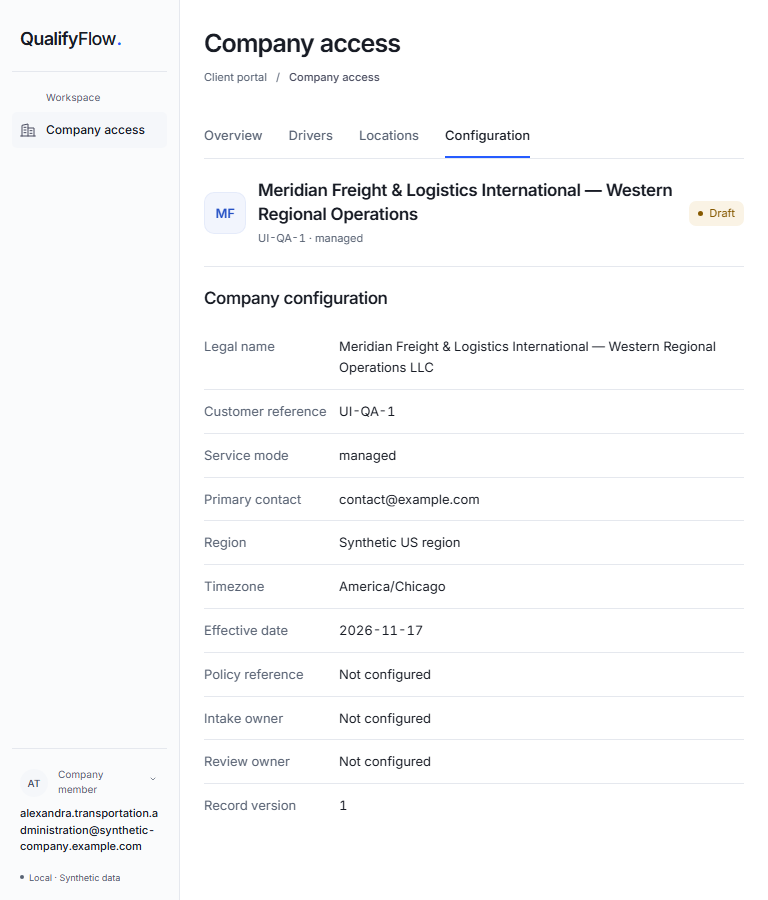 QualifyFlow.
Workspace
Company access
Company access
Client portal / Company access
Overview Drivers Locations Configuration
MF
Meridian Freight & Logistics International — Western
Regional Operations
UI-QA-1 · managed
Draft
Company configuration
Legal name Meridian Freight & Logistics International — Western Regional
Operations LLC
Customer reference UI-QA-1
Service mode managed
Primary contact contact@example.com
Region Synthetic US region
Timezone America/Chicago
Effective date 2026-11-17
Policy reference Not configured
Intake owner Not configured
Review owner Not configured
Record version 1
AT
Company
member
alexandra.transportation.a
dministration@synthetic-
company.example.com
Local · Synthetic data